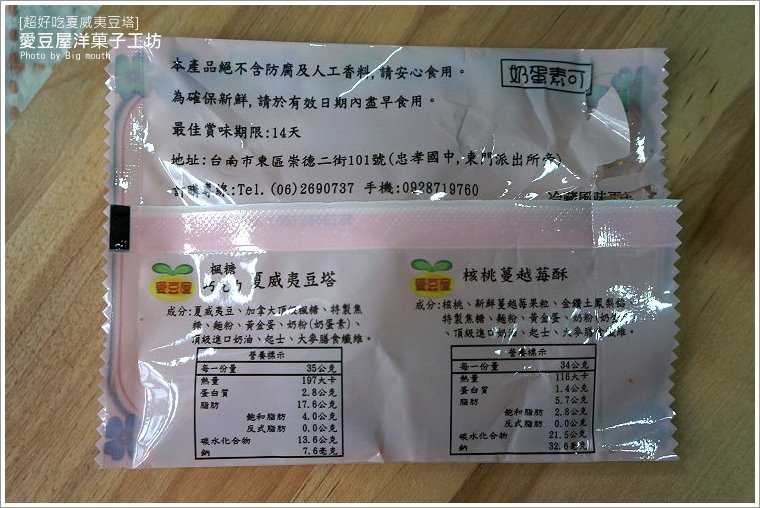 [超好吃夏威夷豆塔]
愛豆屋洋菓子工坊
Photo by Big mouth
本產品絕不含防腐及人工香料,請安心食用。
奶蛋素可
為確保新鮮,請於有效日期內盡早食用。
最佳賞味期限:14天
地址:台南市東區崇德二街101號(忠孝國中,東門派出所旁)
訂購專線:Tel.(06)2690737 手機:0928719760
冷藏風味
愛豆屋
楓糖
夏威夷豆塔
成分:夏威夷豆、加拿大頂級楓糖、特製焦
糖、麵粉、黃金蛋、奶粉(奶蛋素)、
頂級進口奶油、起士、大麥膳食纖維。
營養標示
每一份量 35公克
熱量 197大卡
蛋白質 2.8公克
脂肪 17.6公克
飽和脂肪 4.0公克
反式脂肪 0.0公克
碳水化合物 13.6公克
鈉 7.6毫克
愛豆屋
核桃蔓越莓酥
成分:核桃、新鮮蔓越莓果粒、金鑽土鳳梨
特製焦糖、麵粉、黃金蛋、奶粉(奶
、頂級進口奶油、起士、大麥膳食纖維。
營養標示
每一份量 34公克
熱量 116大卡
蛋白質 1.4公克
脂肪 5.7公克
飽和脂肪 2.8公克
反式脂肪 0.0公克
碳水化合物 21.5公克
鈉 32.6毫克